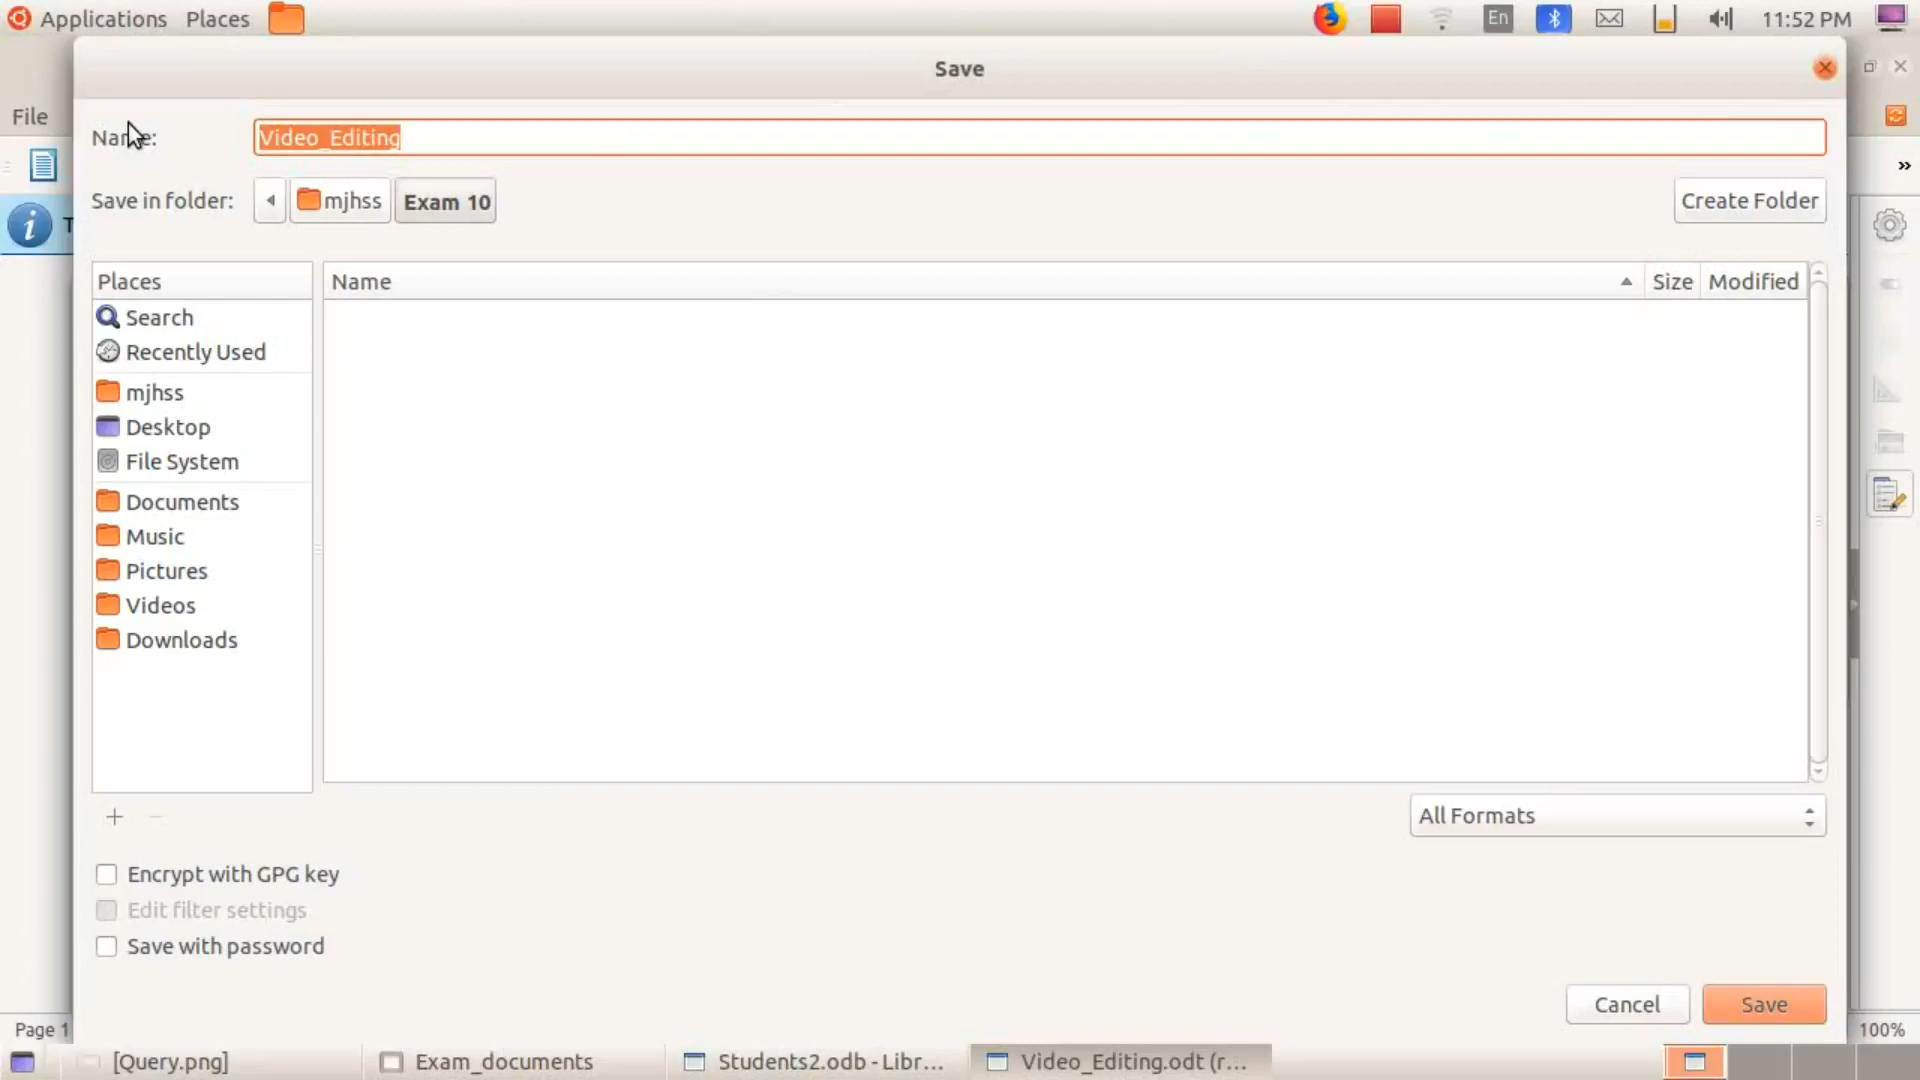 Applications Places En 11:52 PM
Save
File
Name: Video_Editing
Save in folder: mjhss Exam 10 Create Folder
Places Name Size Modified
Search
Recently Used
mjhss
Desktop
File System
Documents
Music
Pictures
Videos
Downloads
All Formats
Encrypt with GPG key
Edit filter settings
Save with password
Cancel Save
Page 1 100%
[Query.png] Exam_documents Students2.odb - Libr... Video_Editing.odt (r...